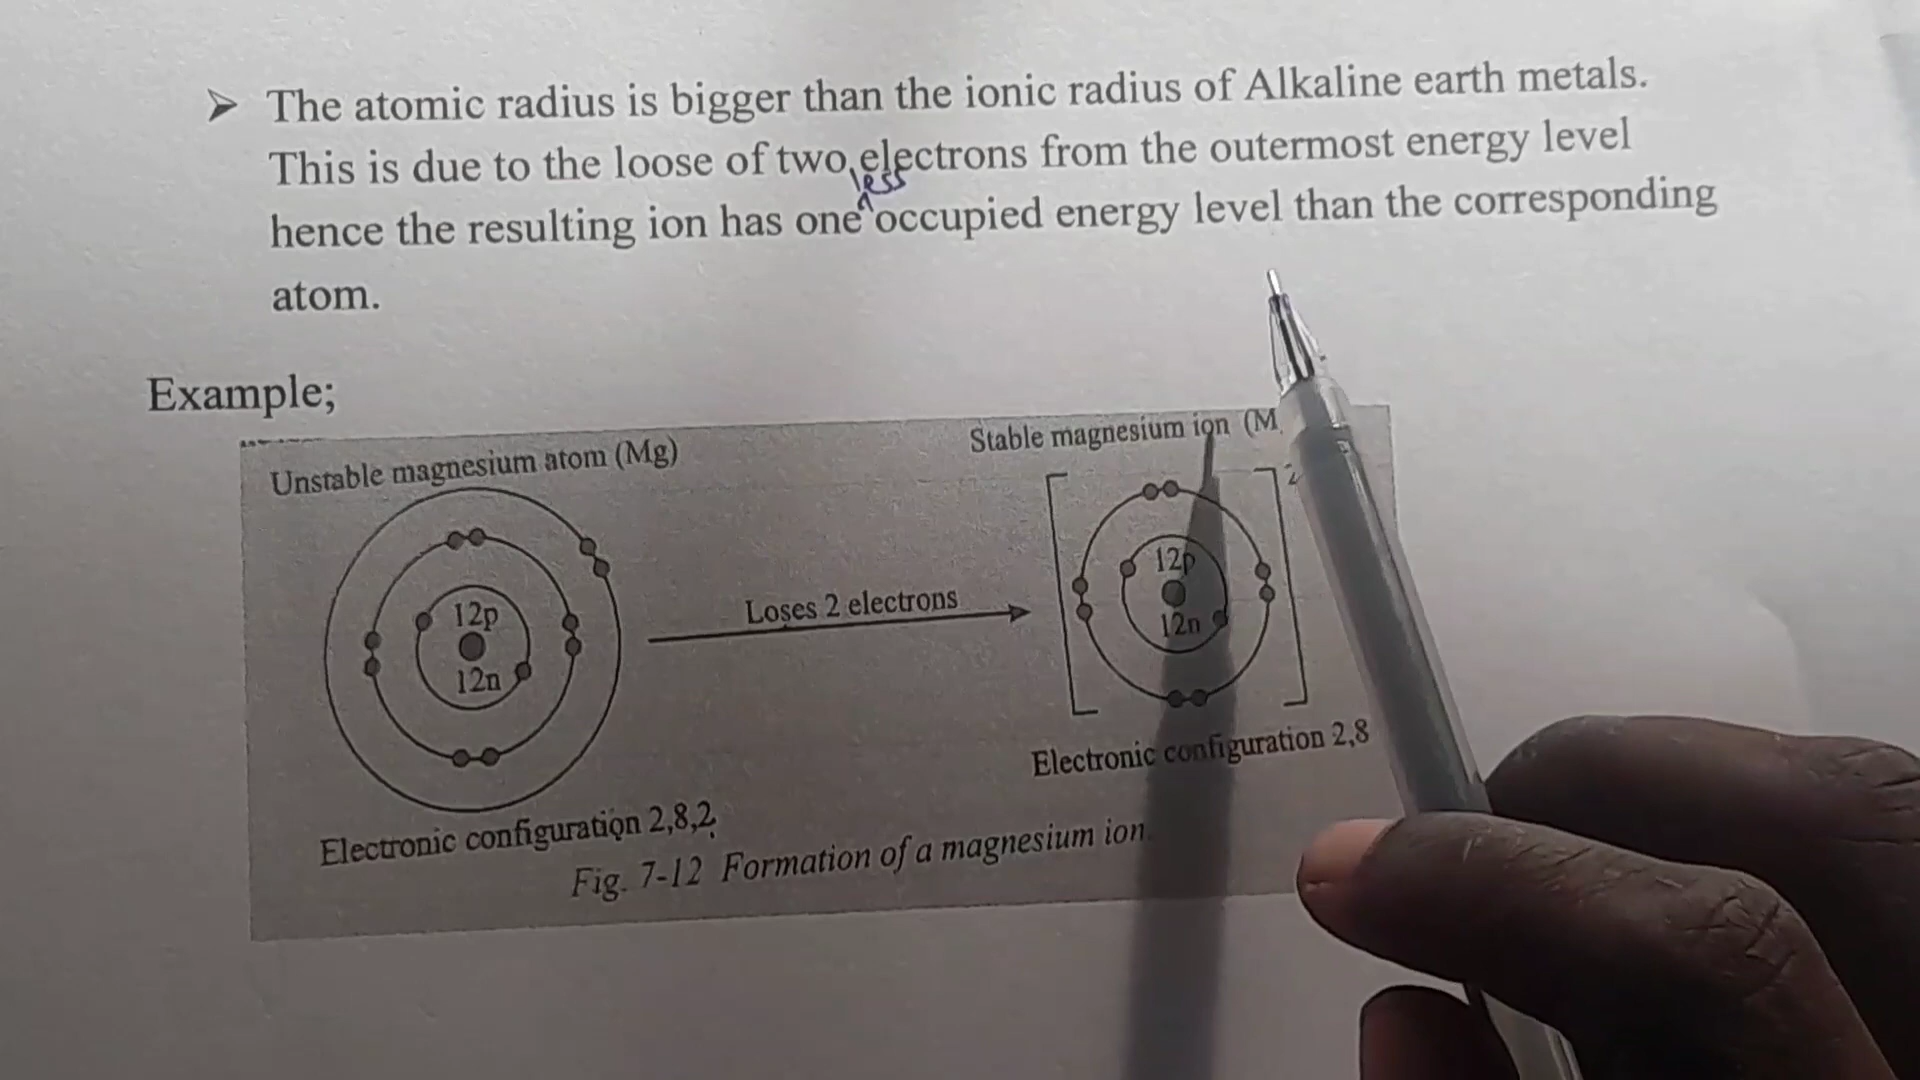 ➤ The atomic radius is bigger than the ionic radius of Alkaline earth metals.
This is due to the loose of two electrons from the outermost energy level
less
hence the resulting ion has one occupied energy level than the corresponding
atom.
Example;
Unstable magnesium atom (Mg)
Stable magnesium ion (M
12p
12n
Loses 2 electrons
12p
12n
Electronic configuration 2,8
Electronic configuration 2,8,2
Fig. 7-12 Formation of a magnesium ion.